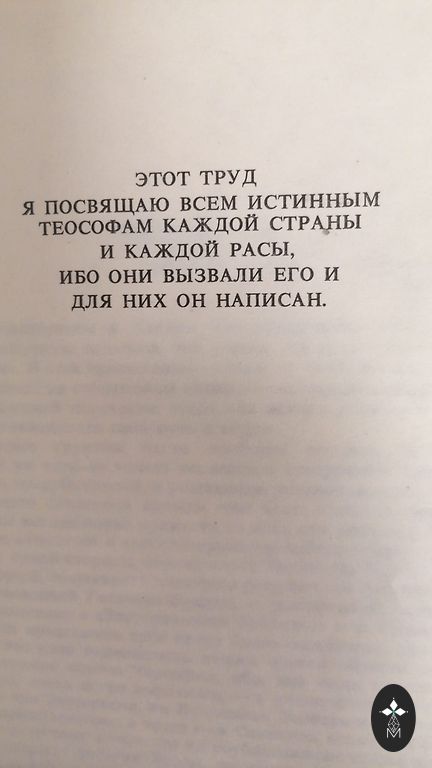 ЭТОТ ТРУД
Я ПОСВЯЩАЮ ВСЕМ ИСТИННЫМ
ТЕОСОФАМ КАЖДОЙ СТРАНЫ
И КАЖДОЙ РАСЫ,
ИБО ОНИ ВЫЗВАЛИ ЕГО И
ДЛЯ НИХ ОН НАПИСАН.